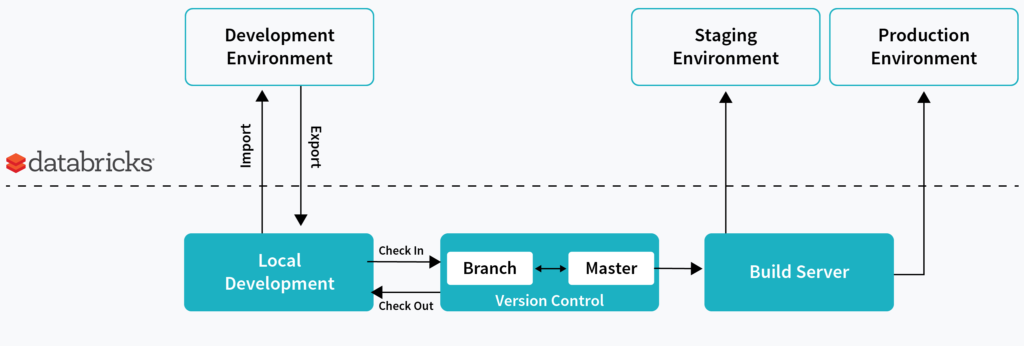 Development
Environment
Staging
Environment
Production
Environment
Import
Export
databricks
Local
Development
Check In
Check Out
Branch
Master
Version Control
Build Server